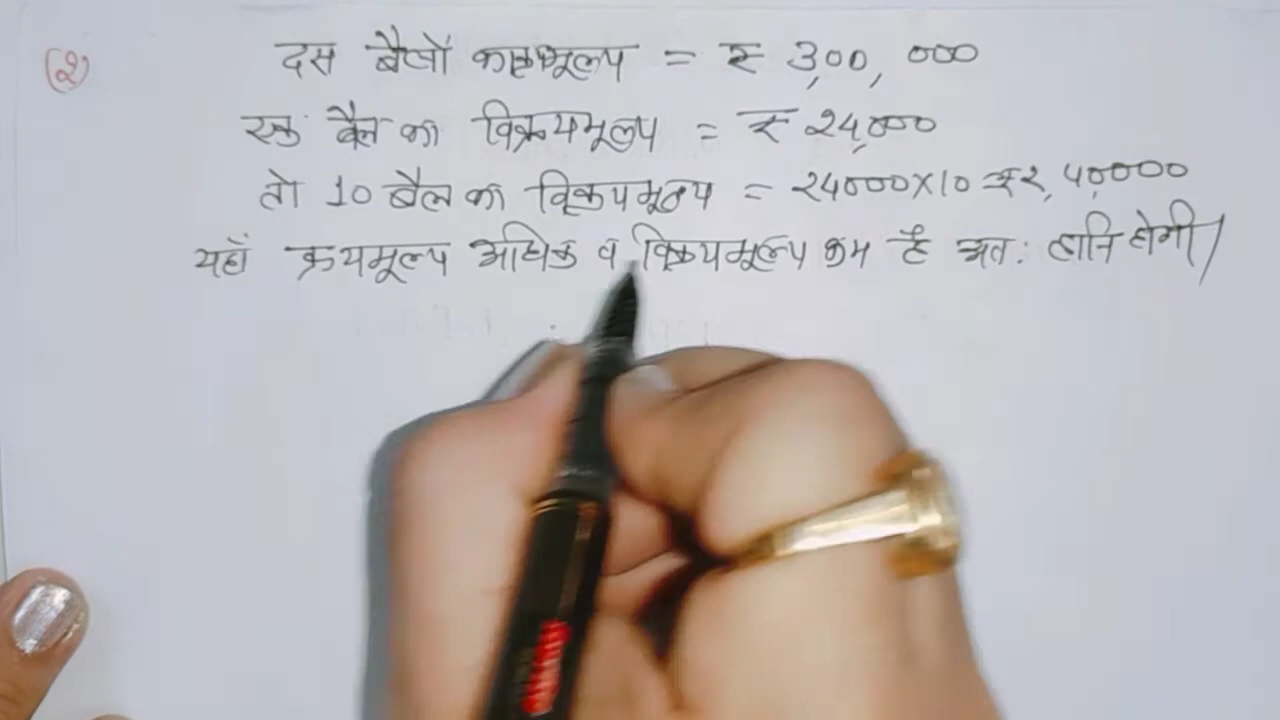 (२) दस बैलों का क्रयमूल्य = ₹ 3,00, 000
एक बैल का विक्रयमूल्य = ₹ 24,000
तो 10 बैल का विक्रयमूल्य = 24000×10 = ₹2, 40,000
यहाँ क्रयमूल्य अधिक व विक्रयमूल्य कम है अत: हानि होगी/